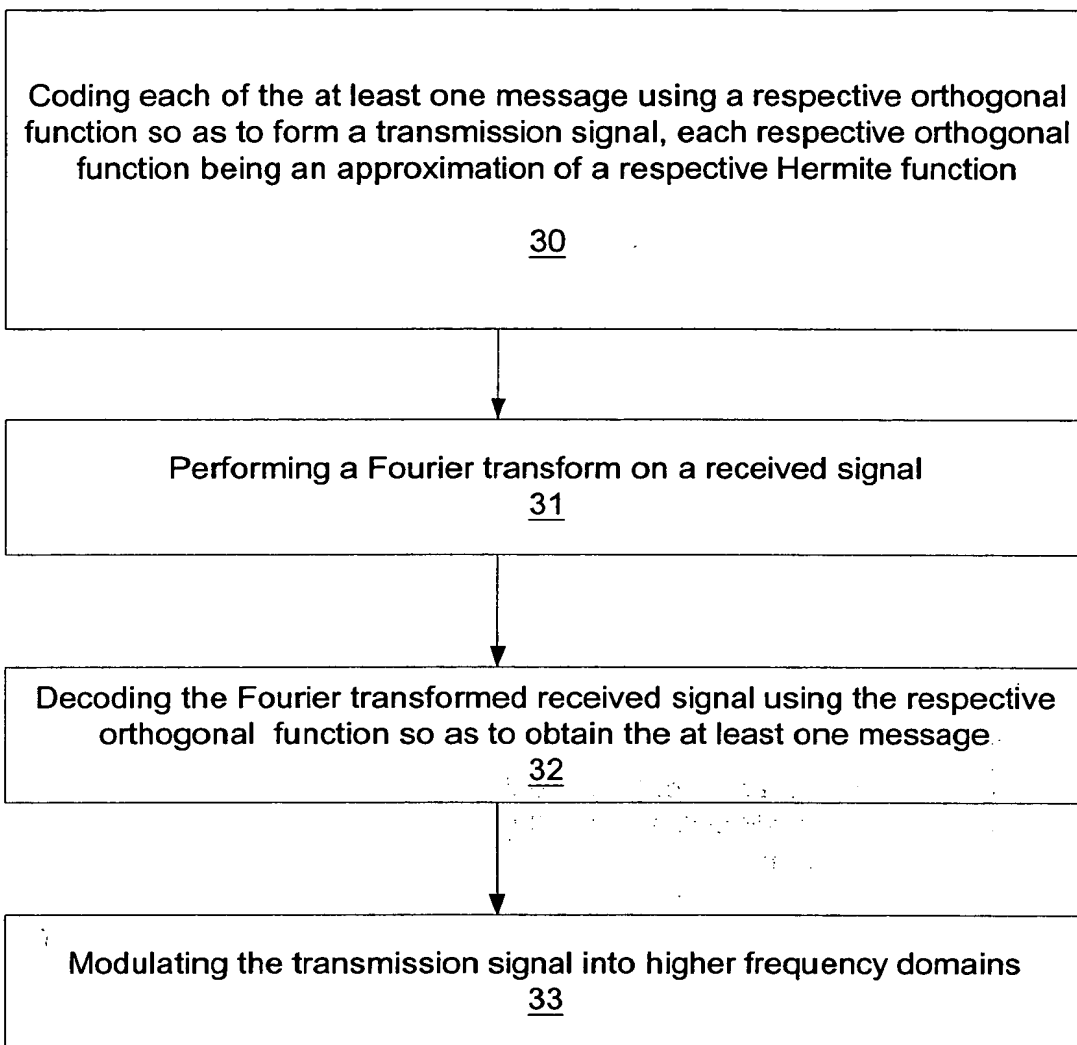 Coding each of the at least one message using a respective orthogonal
function so as to form a transmission signal, each respective orthogonal
function being an approximation of a respective Hermite function
30
Performing a Fourier transform on a received signal
31
Decoding the Fourier transformed received signal using the respective
orthogonal function so as to obtain the at least one message
32
Modulating the transmission signal into higher frequency domains
33